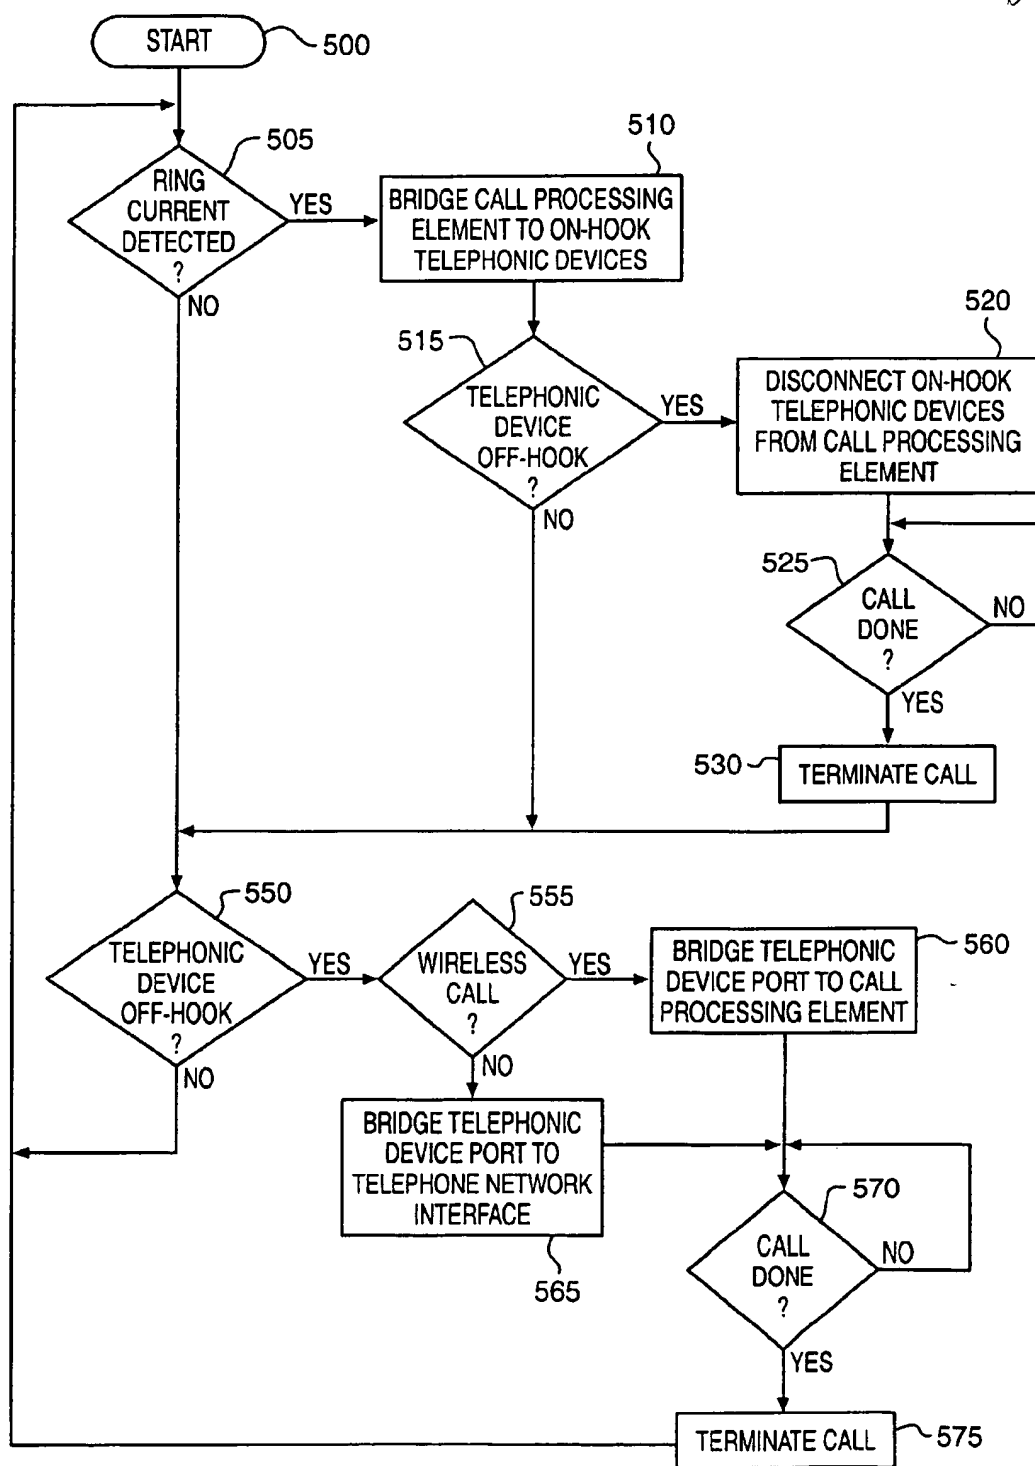 START
500
505
RING
CURRENT
DETECTED
?
YES
NO
510
BRIDGE CALL PROCESSING
ELEMENT TO ON-HOOK
TELEPHONIC DEVICES
515
TELEPHONIC
DEVICE
OFF-HOOK
?
YES
NO
520
DISCONNECT ON-HOOK
TELEPHONIC DEVICES
FROM CALL PROCESSING
ELEMENT
525
CALL
DONE
?
NO
YES
530
TERMINATE CALL
550
TELEPHONIC
DEVICE
OFF-HOOK
?
YES
NO
555
WIRELESS
CALL
?
YES
NO
560
BRIDGE TELEPHONIC
DEVICE PORT TO CALL
PROCESSING ELEMENT
BRIDGE TELEPHONIC
DEVICE PORT TO
TELEPHONE NETWORK
INTERFACE
565
570
CALL
DONE
?
NO
YES
TERMINATE CALL
575